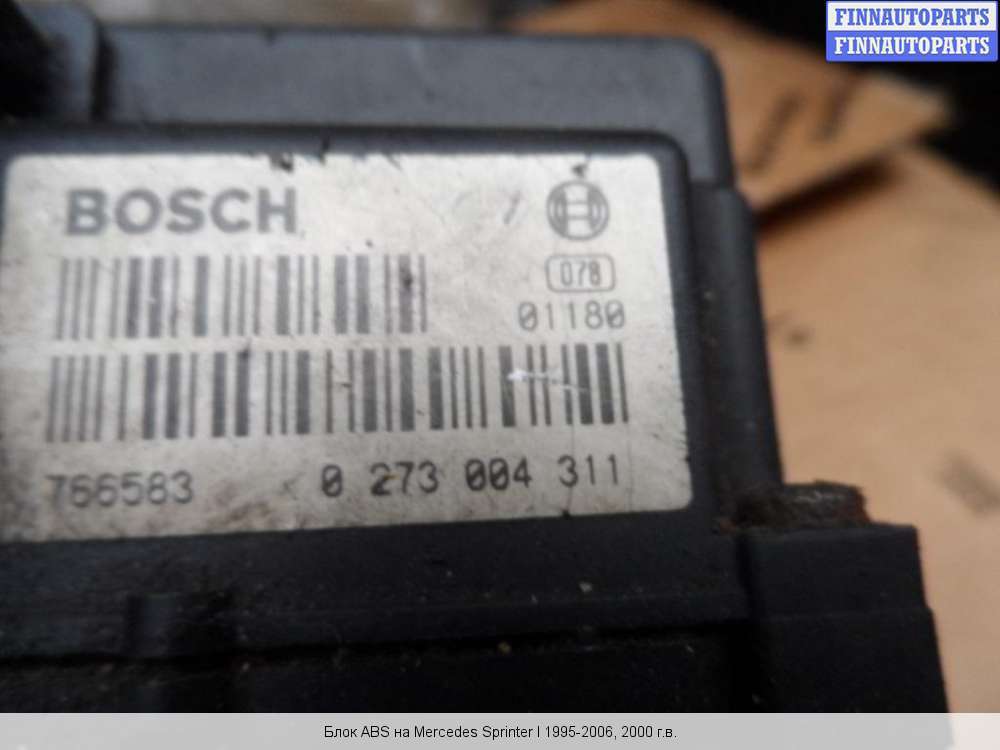 FINNAUTOPARTS
FINNAUTOPARTS
BOSCH
078
01180
766583 0 273 004 311
Блок ABS на Mercedes Sprinter I 1995-2006, 2000 г.в.